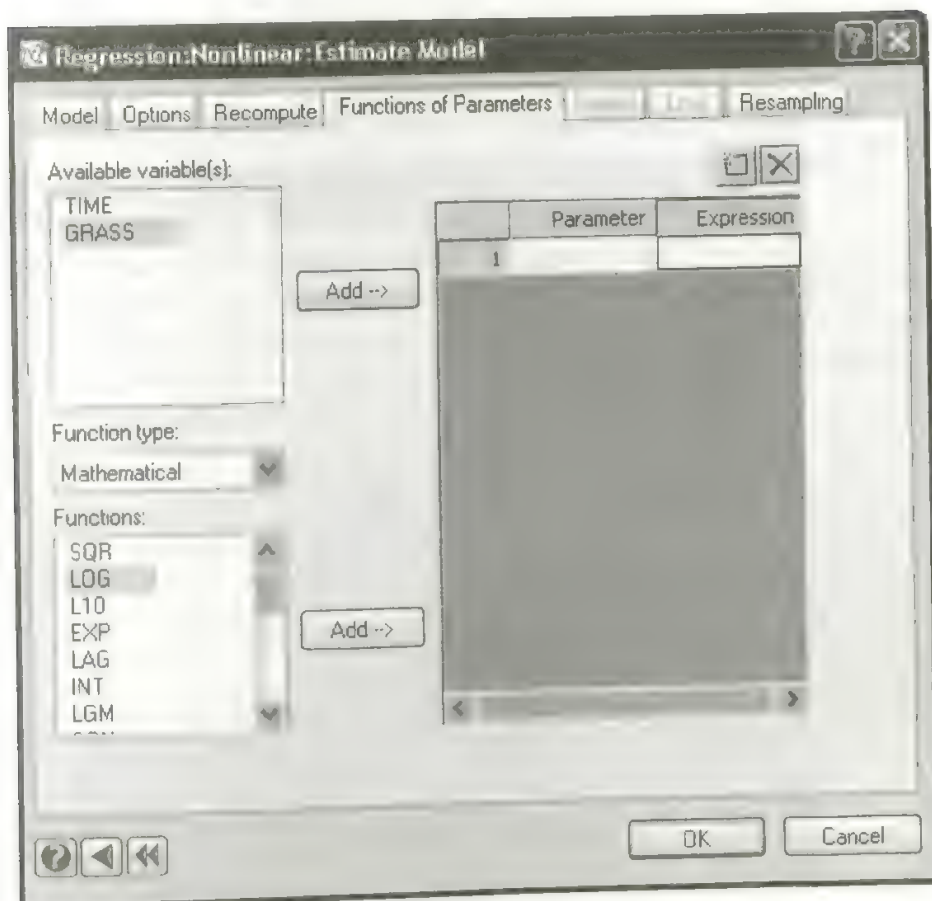 Regression:Nonlinear:Estimate Model
Model
Options
Recompute
Functions of Parameters
Resampling
Available variable(s):
TIME
GRASS
Add -->
Parameter
Expression
1
Function type:
Mathematical
Functions:
SQR
LOG
L10
EXP
LAG
INT
LGM
Add -->
OK
Cancel